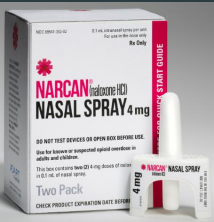 NDC 69547-353-02
0.1 mL intranasal spray per unit
For use in the nose only
Rx Only
NARCAN® (naloxone HCl)
NASAL SPRAY 4 mg
DO NOT TEST DEVICES OR OPEN BOX BEFORE USE.
Use for known or suspected opioid overdose in
adults and children.
This box contains two (2) 4-mg doses of
in 0.1 mL of nasal spray.
Two Pack
CHECK PRODUCT EXPIRATION DATE BEFORE
QUICK START GUIDE
4 mg
NARCAN
NASAL SPRAY